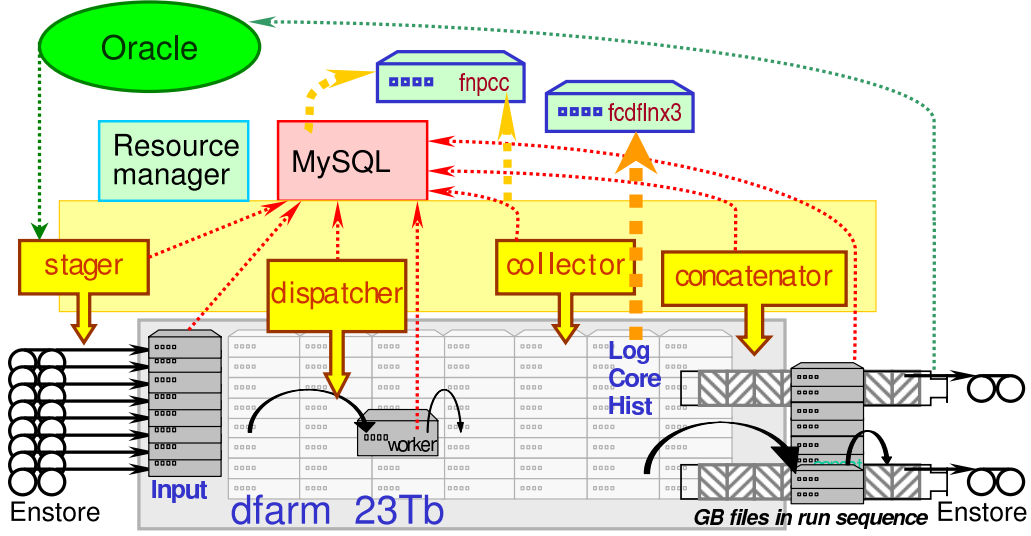 Oracle
fnpcc
fcdflnx3
Resource
manager
MySQL
stager
dispatcher
collector
concatenator
Log
Core
Hist
worker
Input
Enstore
dfarm 23Tb
GB files in run sequence
Enstore